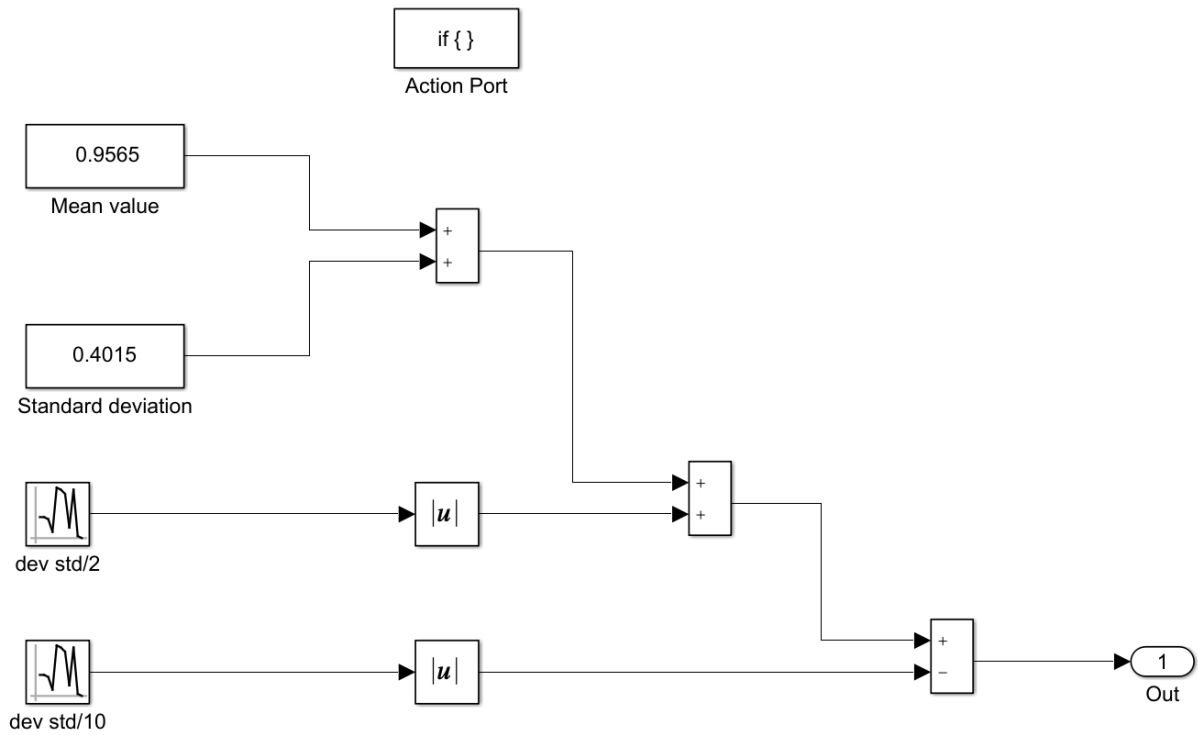 if { }
Action Port
0.9565
Mean value
+
+
0.4015
Standard deviation
+
+
|u|
dev std/2
+
−
|u|
1
Out
dev std/10